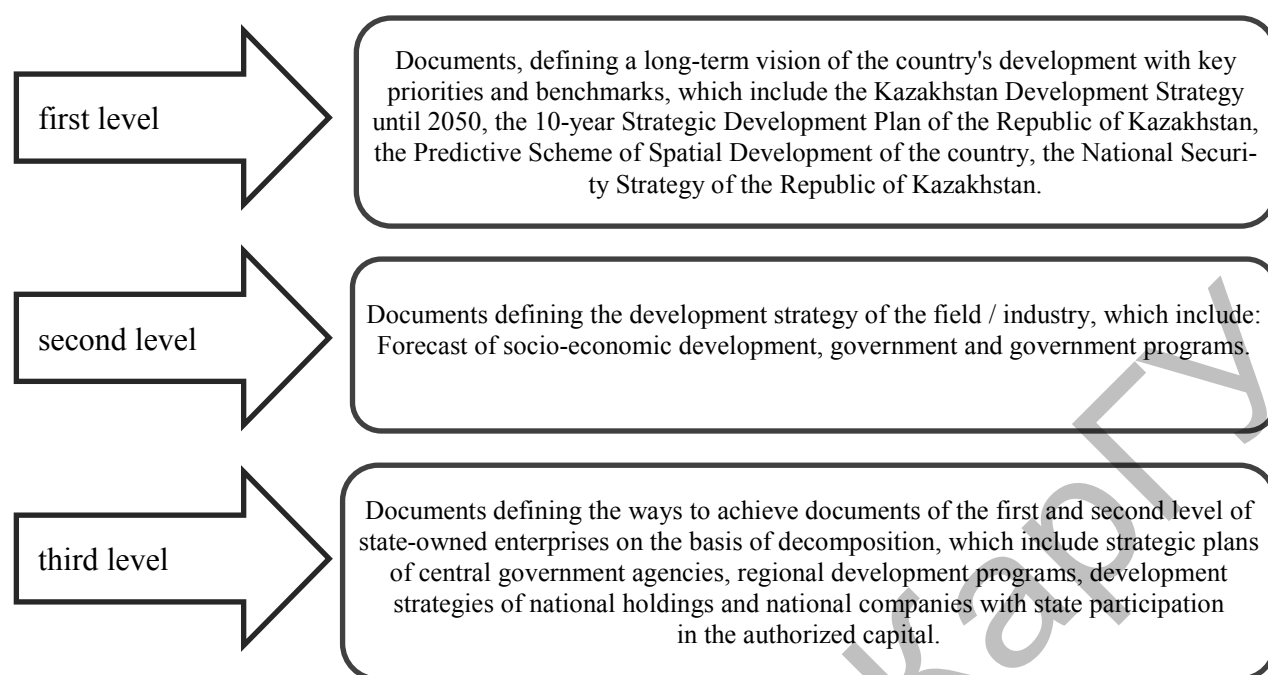 first level
Documents, defining a long-term vision of the country's development with key
priorities and benchmarks, which include the Kazakhstan Development Strategy
until 2050, the 10-year Strategic Development Plan of the Republic of Kazakhstan,
the Predictive Scheme of Spatial Development of the country, the National Securi-
ty Strategy of the Republic of Kazakhstan.
second level
Documents defining the development strategy of the field / industry, which include:
Forecast of socio-economic development, government and government programs.
third level
Documents defining the ways to achieve documents of the first and second level of
state-owned enterprises on the basis of decomposition, which include strategic plans
of central government agencies, regional development programs, development
strategies of national holdings and national companies with state participation
in the authorized capital.
КарГУ